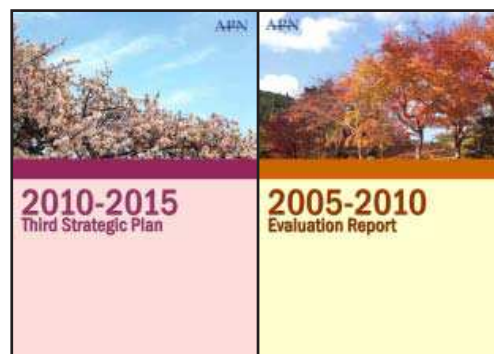 APN
2010-2015
Third Strategic Plan
APN
2005-2010
Evaluation Report